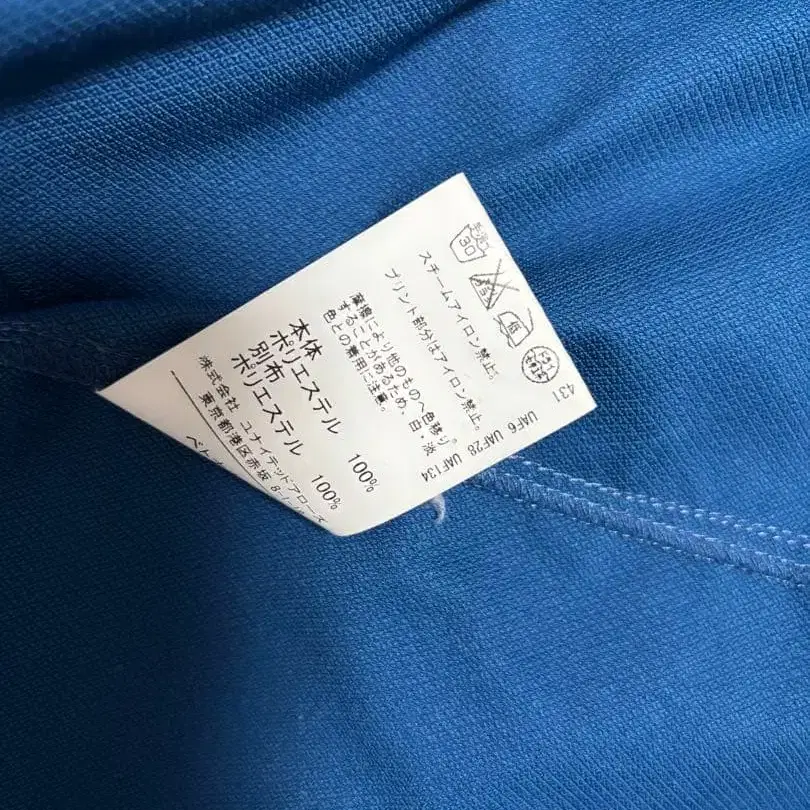 30
431
スチームアイロン禁止。
プリント部分はアイロン禁止。
UAF6 UAF28 UAF134
摩擦により他のものへ色移り
することがあるため、白・淡
色との着用に注意。
本体
ポリエステル 100%
別布
ポリエステル 100%
株式会社 ユナイテッドアローズ
東京都港区赤坂 8-1-